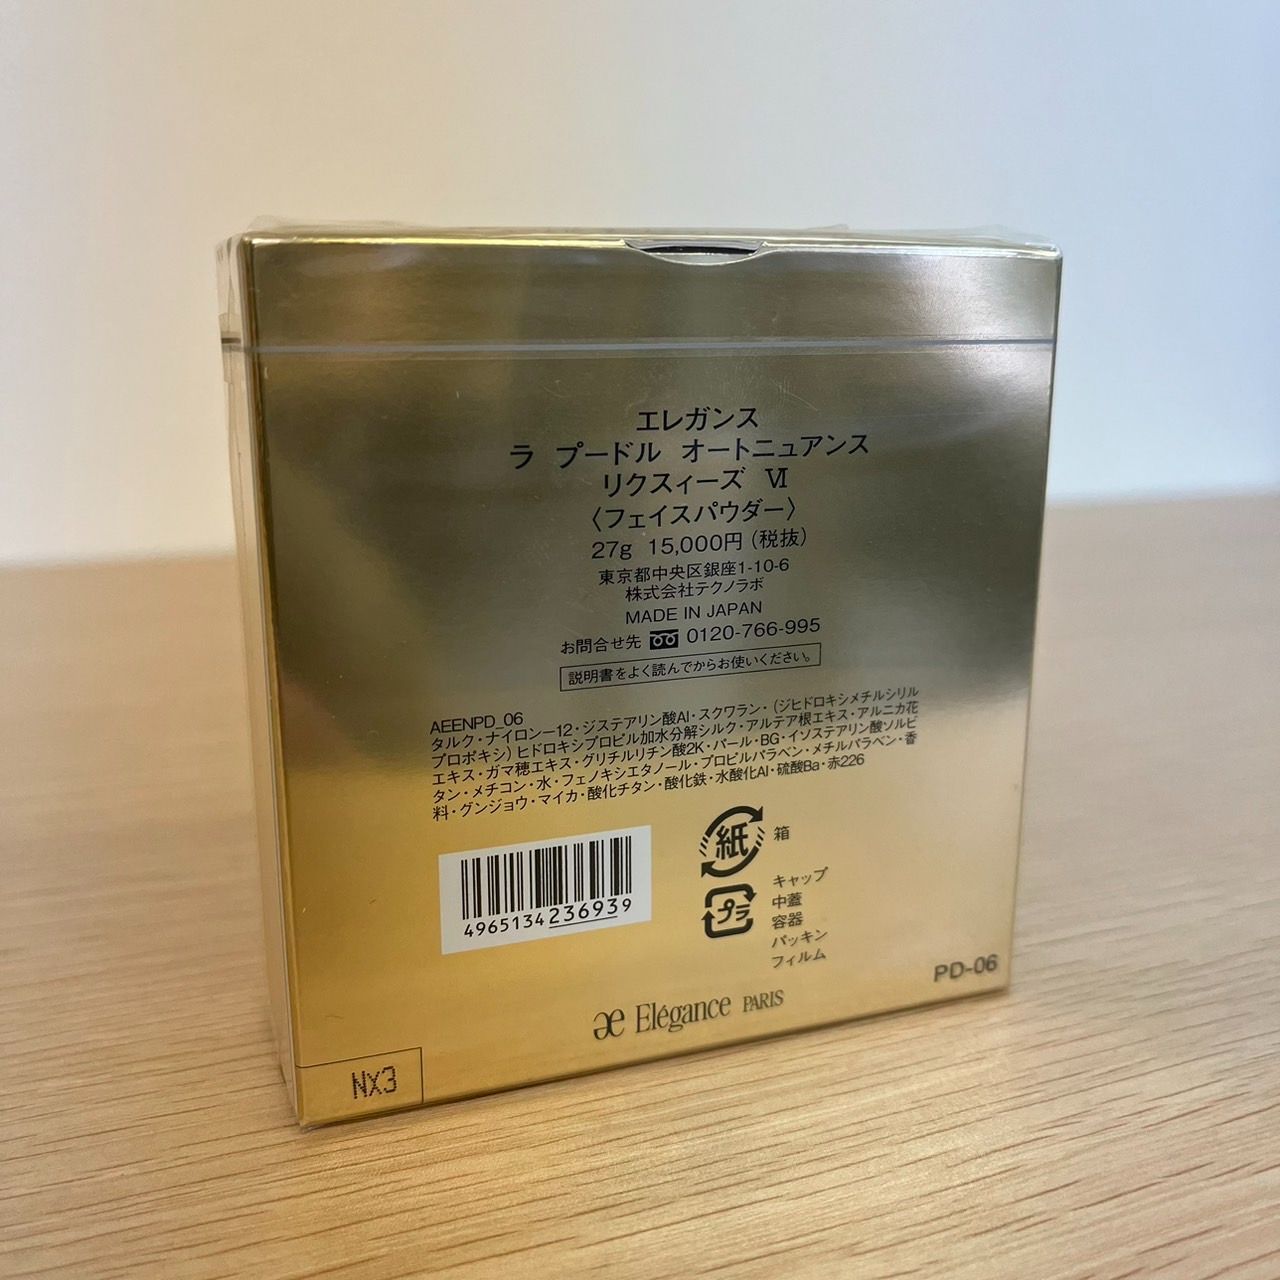 エレガンス
ラ プードル オートニュアンス
リクスィーズ Ⅵ
〈フェイスパウダー〉
27g 15,000円(税抜)
東京都中央区銀座1-10-6
株式会社テクノラボ
MADE IN JAPAN
お問合せ先 0120-766-995
説明書をよく読んでからお使いください。
AEENPD_06
タルク・ナイロン―12・ジステアリン酸Al・スクワラン・(ジヒドロキシメチルシリル
プロポキシ)ヒドロキシプロピル加水分解シルク・アルテア根エキス・アルニカ花
エキス・ガマ穂エキス・グリチルリチン酸2K・パール・BG・イソステアリン酸ソルビ
タン・メチコン・水・フェノキシエタノール・プロピルパラベン・メチルパラベン・香
料・グンジョウ・マイカ・酸化チタン・酸化鉄・水酸化Al・硫酸Ba・赤226
4965134236939
紙 箱
プラ キャップ
中蓋
容器
パッキン
フィルム
PD-06
æ Elégance PARIS
NX3